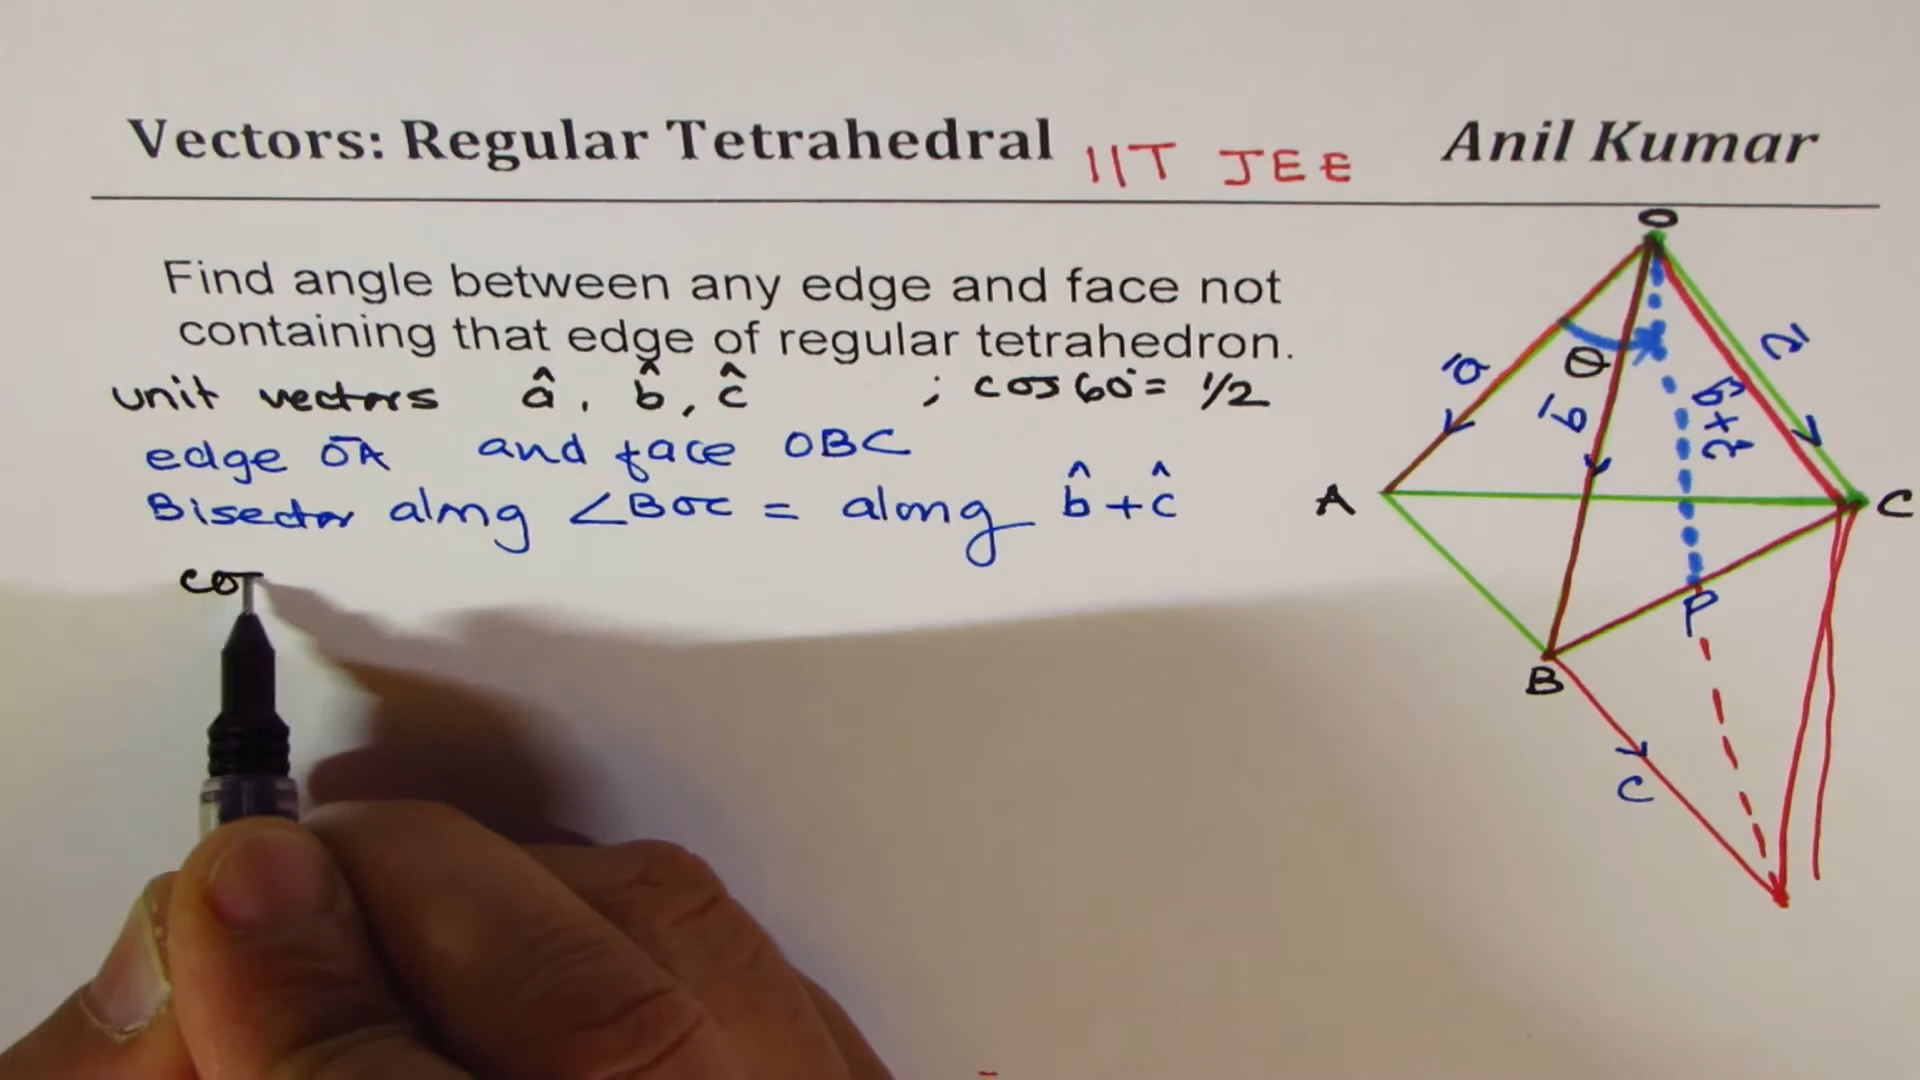 Vectors: Regular Tetrahedral IIT JEE Anil Kumar
Find angle between any edge and face not
containing that edge of regular tetrahedron.
unit vectors â, b̂, ĉ ; cos60° = 1/2
edge OA and face OBC
Bisector along ∠BOC = along b̂+ĉ
cos
O
a
θ
b
b+c
c
A
C
P
B
C